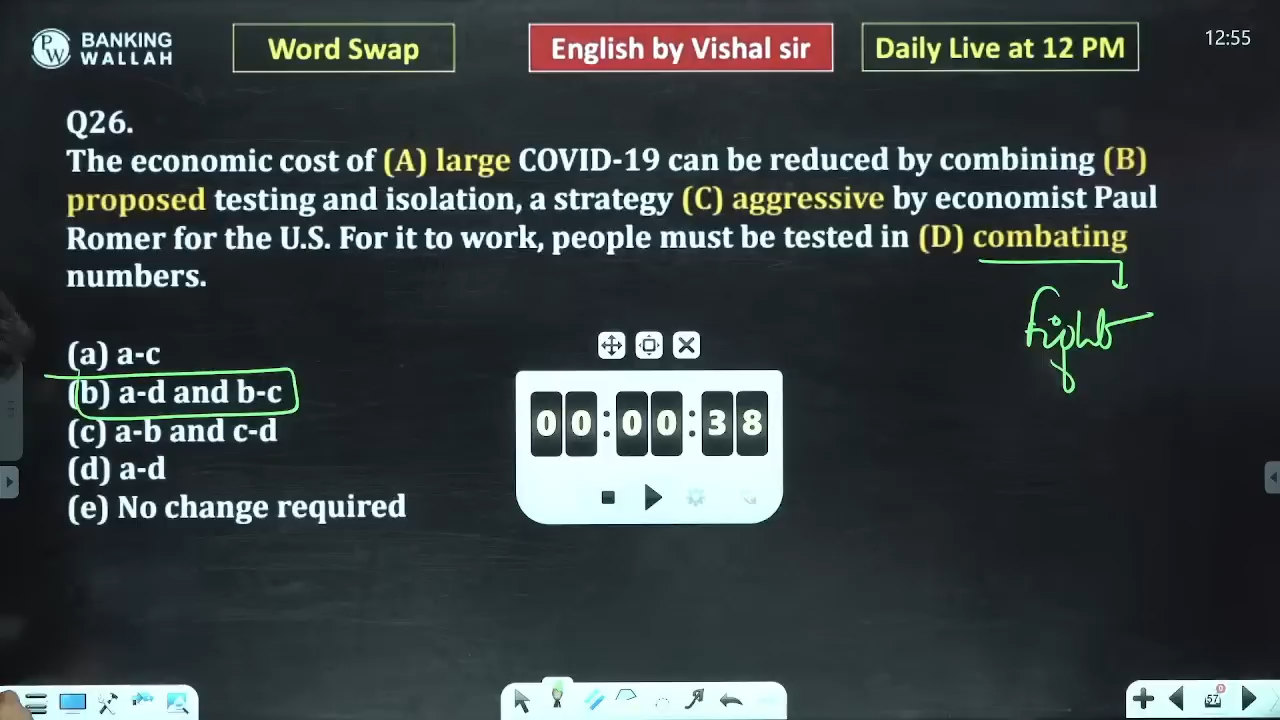 PW BANKING WALLAH
Word Swap
English by Vishal sir
Daily Live at 12 PM
12:55
Q26.
The economic cost of (A) large COVID-19 can be reduced by combining (B)
proposed testing and isolation, a strategy (C) aggressive by economist Paul
Romer for the U.S. For it to work, people must be tested in (D) combating
numbers.
fight
(a) a-c
(b) a-d and b-c
(c) a-b and c-d
(d) a-d
(e) No change required
00:00:38
57